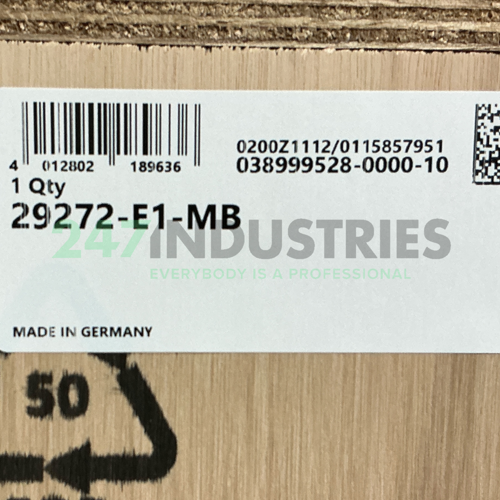 0200Z1112/0115857951
038999528-0000-10
4 012802 189636
1 Qty
29272-E1-MB
247INDUSTRIES
EVERYBODY IS A PROFESSIONAL
MADE IN GERMANY
50